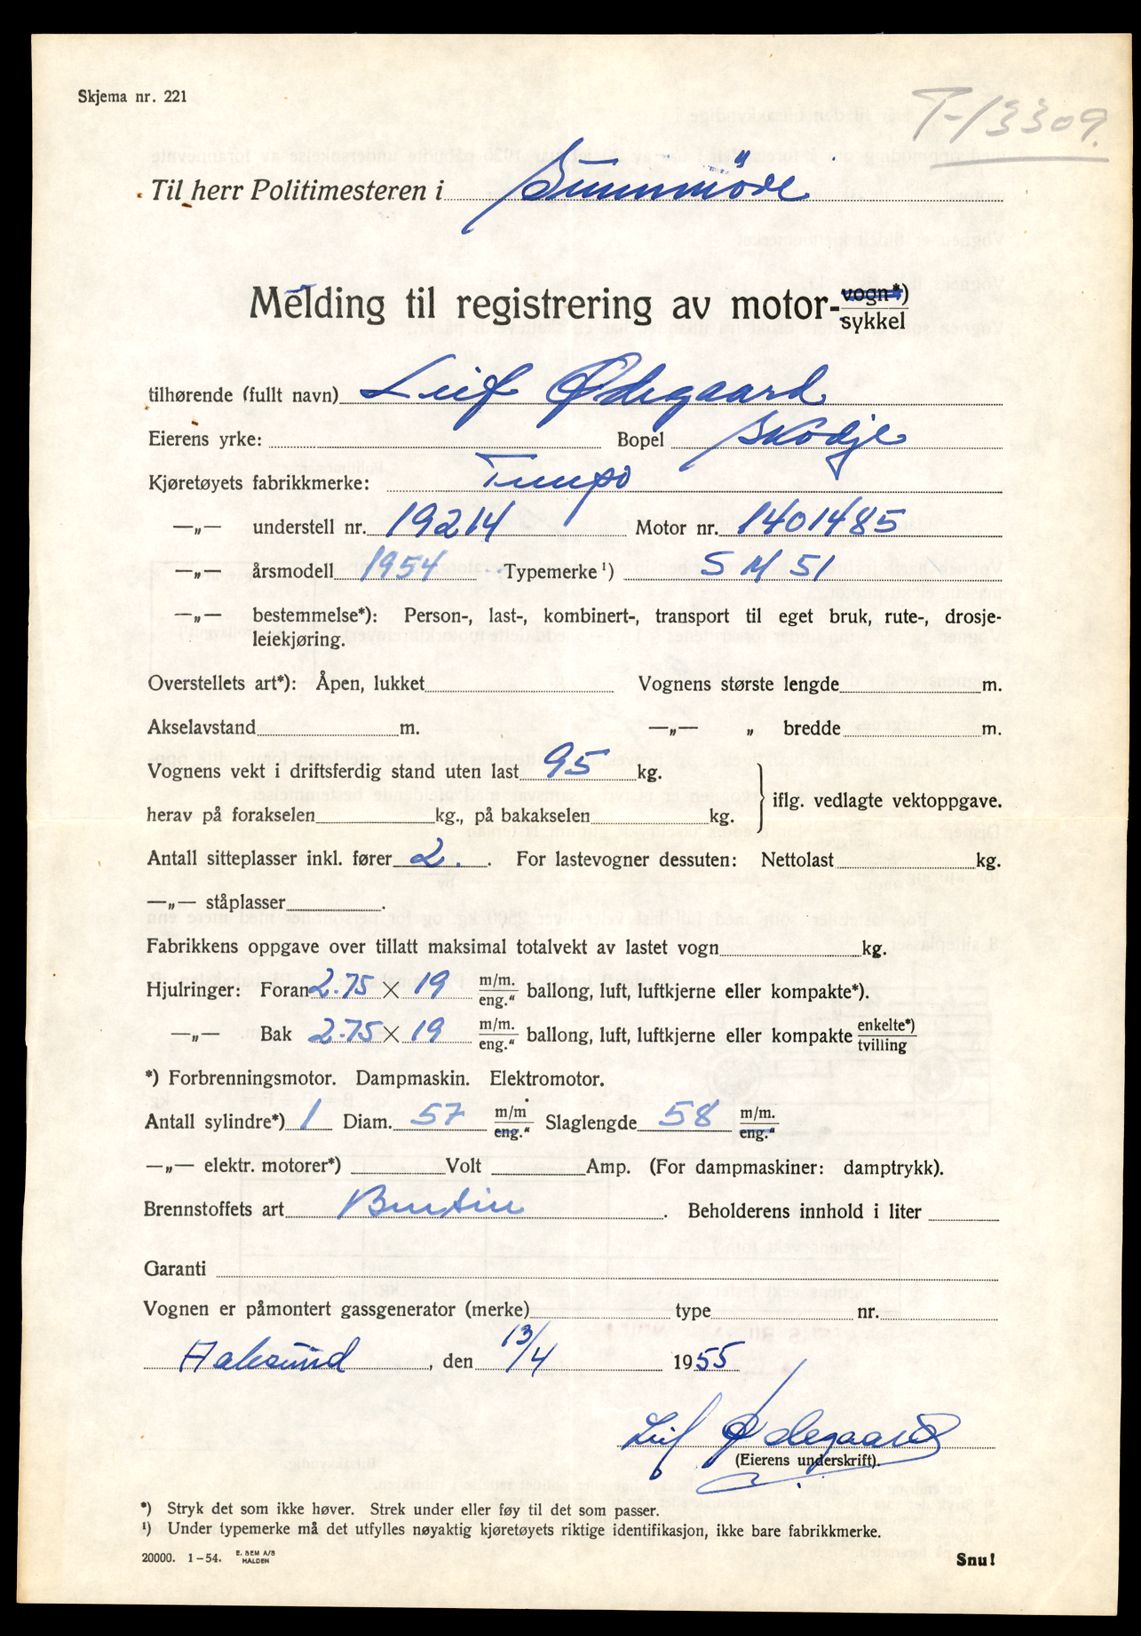 Skjema nr. 221
T-13309.
Til herr Politimesteren i Sunnmöre
Melding til registrering av motor-vogn*)
sykkel
tilhørende (fullt navn) Leif Ødegaard
Eierens yrke: Bopel Skodje
Kjøretøyets fabrikkmerke: Tempo
—„— understell nr. 19214 Motor nr. 1401485
—„— årsmodell 1954 Typemerke ¹) S M 51
—„— bestemmelse*): Person-, last-, kombinert-, transport til eget bruk, rute-, drosje-
leiekjøring.
Overstellets art*): Åpen, lukket Vognens største lengde m.
Akselavstand m. —„— „ bredde m.
Vognens vekt i driftsferdig stand uten last 95 kg.
iflg. vedlagte vektoppgave.
herav på forakselen kg., på bakakselen kg.
Antall sitteplasser inkl. fører 2. . For lastevogner dessuten: Nettolast kg.
—„— ståplasser .
Fabrikkens oppgave over tillatt maksimal totalvekt av lastet vogn kg.
Hjulringer: Foran 2.75 × 19 m/m. eng.“ ballong, luft, luftkjerne eller kompakte*).
—„— Bak 2.75 × 19 m/m. eng.“ ballong, luft, luftkjerne eller kompakte enkelte*) tvilling
*) Forbrenningsmotor. Dampmaskin. Elektromotor.
Antall sylindre*) 1 Diam. 57 m/m eng.“ Slaglengde 58 m/m. eng.“
—„— elektr. motorer*) Volt Amp. (For dampmaskiner: damptrykk).
Brennstoffets art Bensin . Beholderens innhold i liter
Garanti
Vognen er påmontert gassgenerator (merke) type nr.
Aalesund , den 13/4 1955
Leif Ødegaard
(Eierens underskrift).
*) Stryk det som ikke høver. Strek under eller føy til det som passer.
¹) Under typemerke må det utfylles nøyaktig kjøretøyets riktige identifikasjon, ikke bare fabrikkmerke.
20000. 1–54. E. SEM A/S HALDEN
Snu!